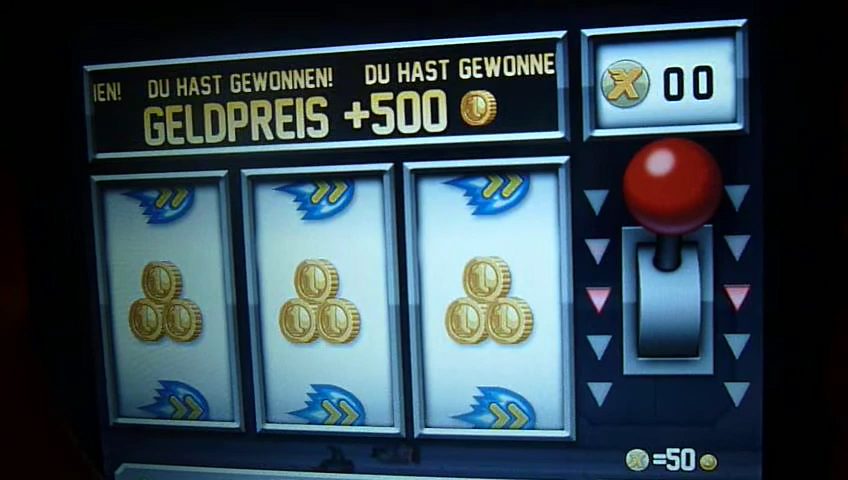 IEN! DU HAST GEWONNEN! DU HAST GEWONNE
GELDPREIS +500
X 00
X =50